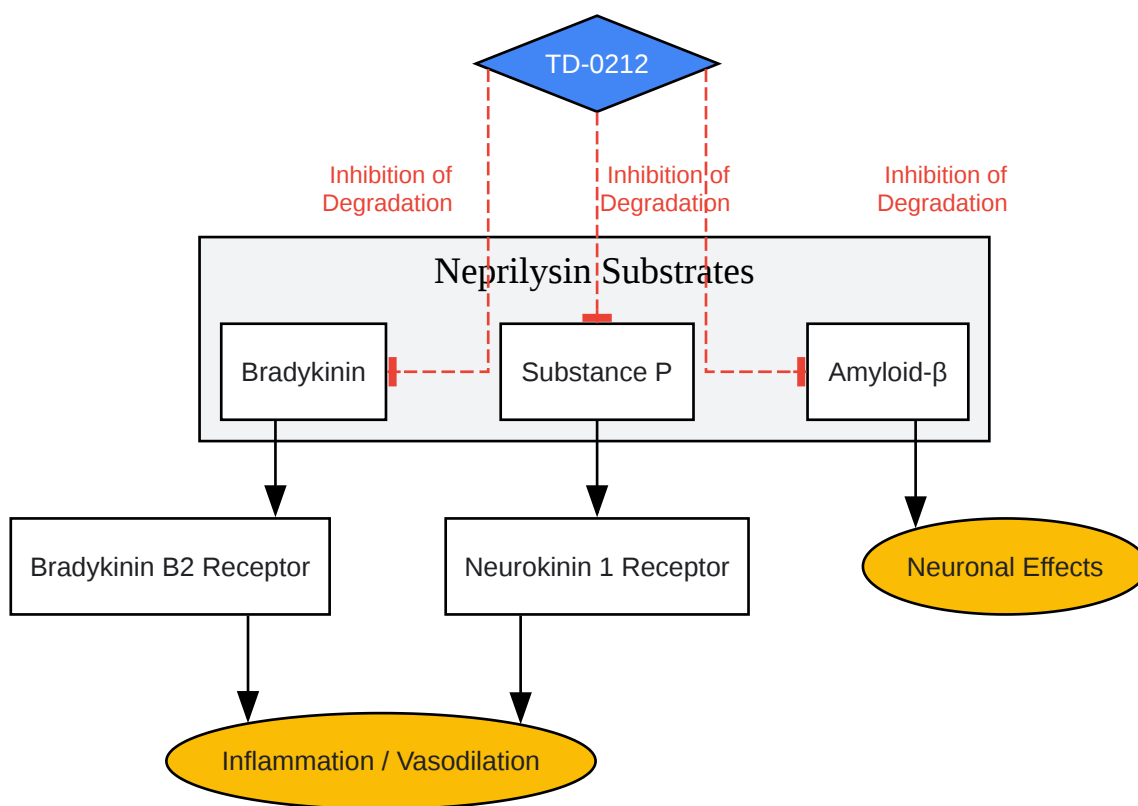 TD-0212
Inhibition of
Degradation
Inhibition of
Degradation
Inhibition of
Degradation
Neprilysin Substrates
Bradykinin
Substance P
Amyloid-β
Bradykinin B2 Receptor
Neurokinin 1 Receptor
Neuronal Effects
Inflammation / Vasodilation